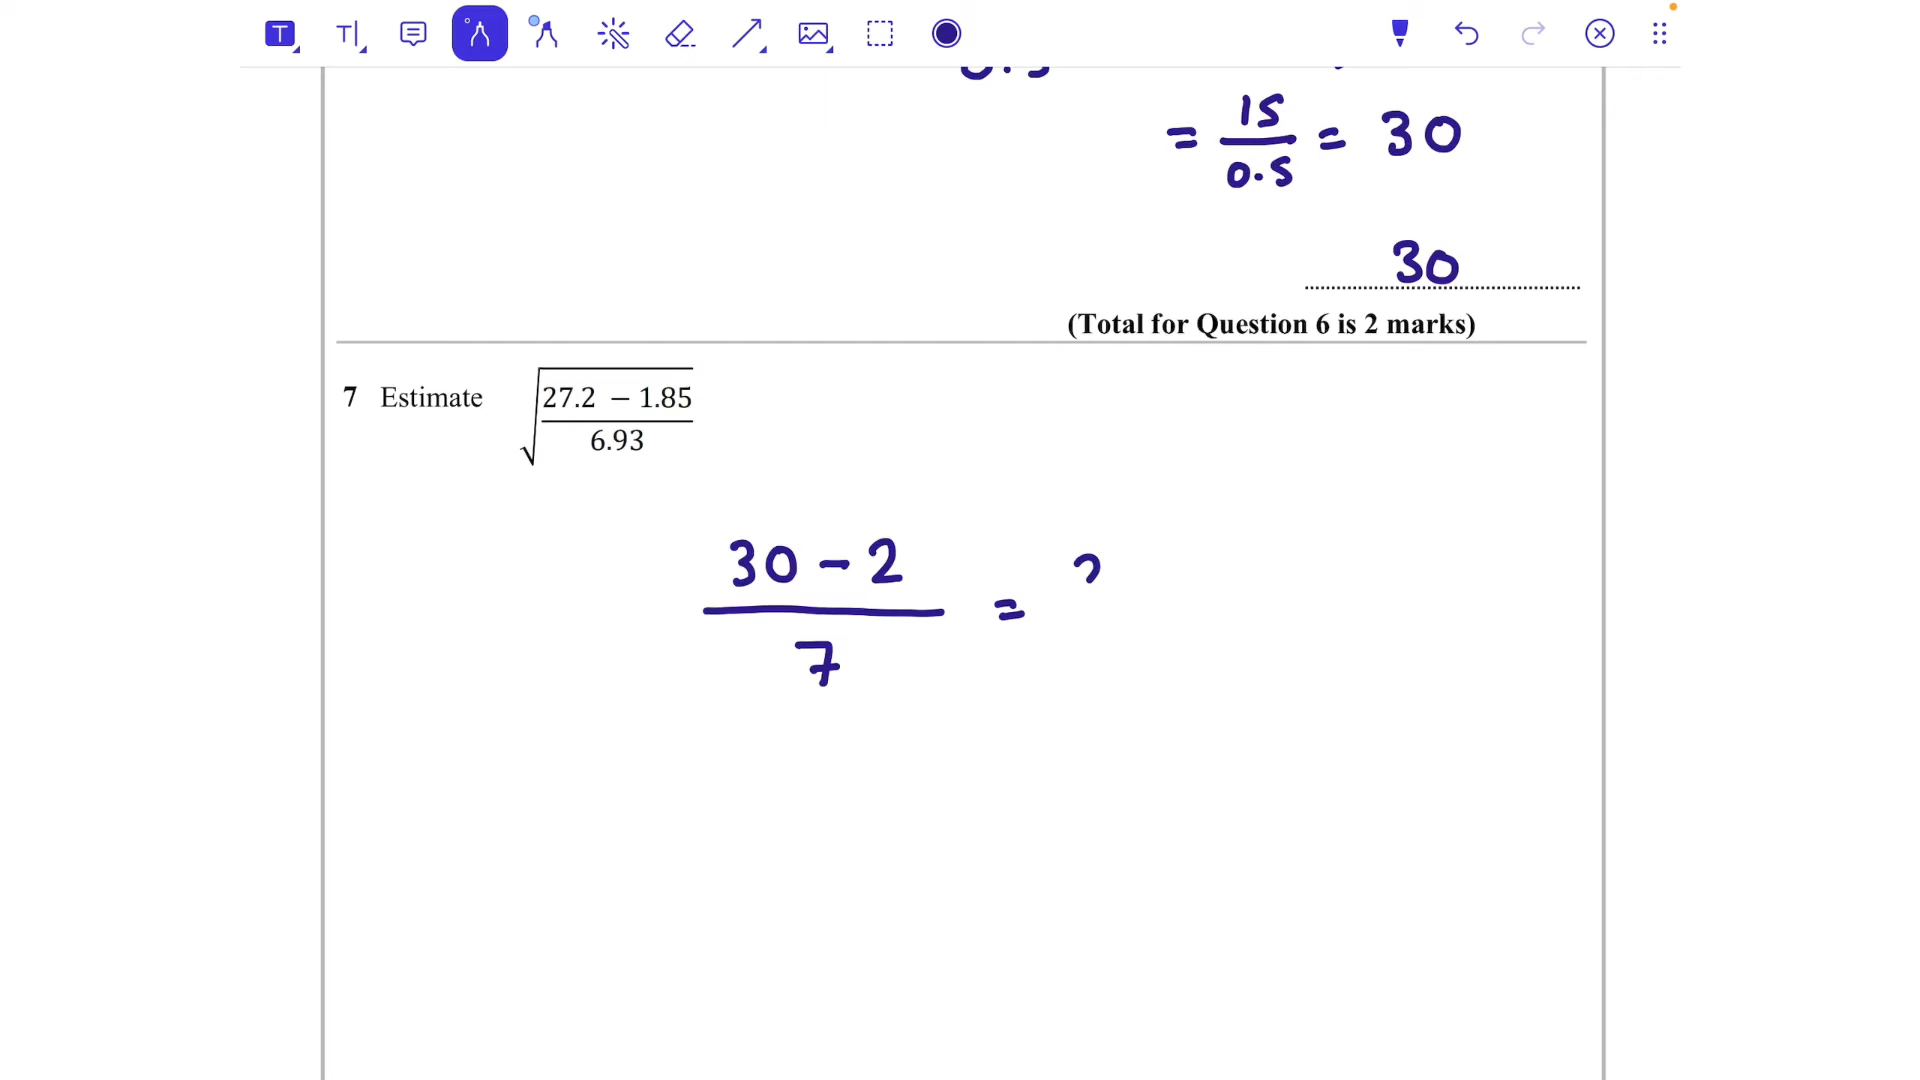 = 15/0.5 = 30
30
(Total for Question 6 is 2 marks)
7 Estimate √((27.2 − 1.85)/6.93)
30 - 2
=
7